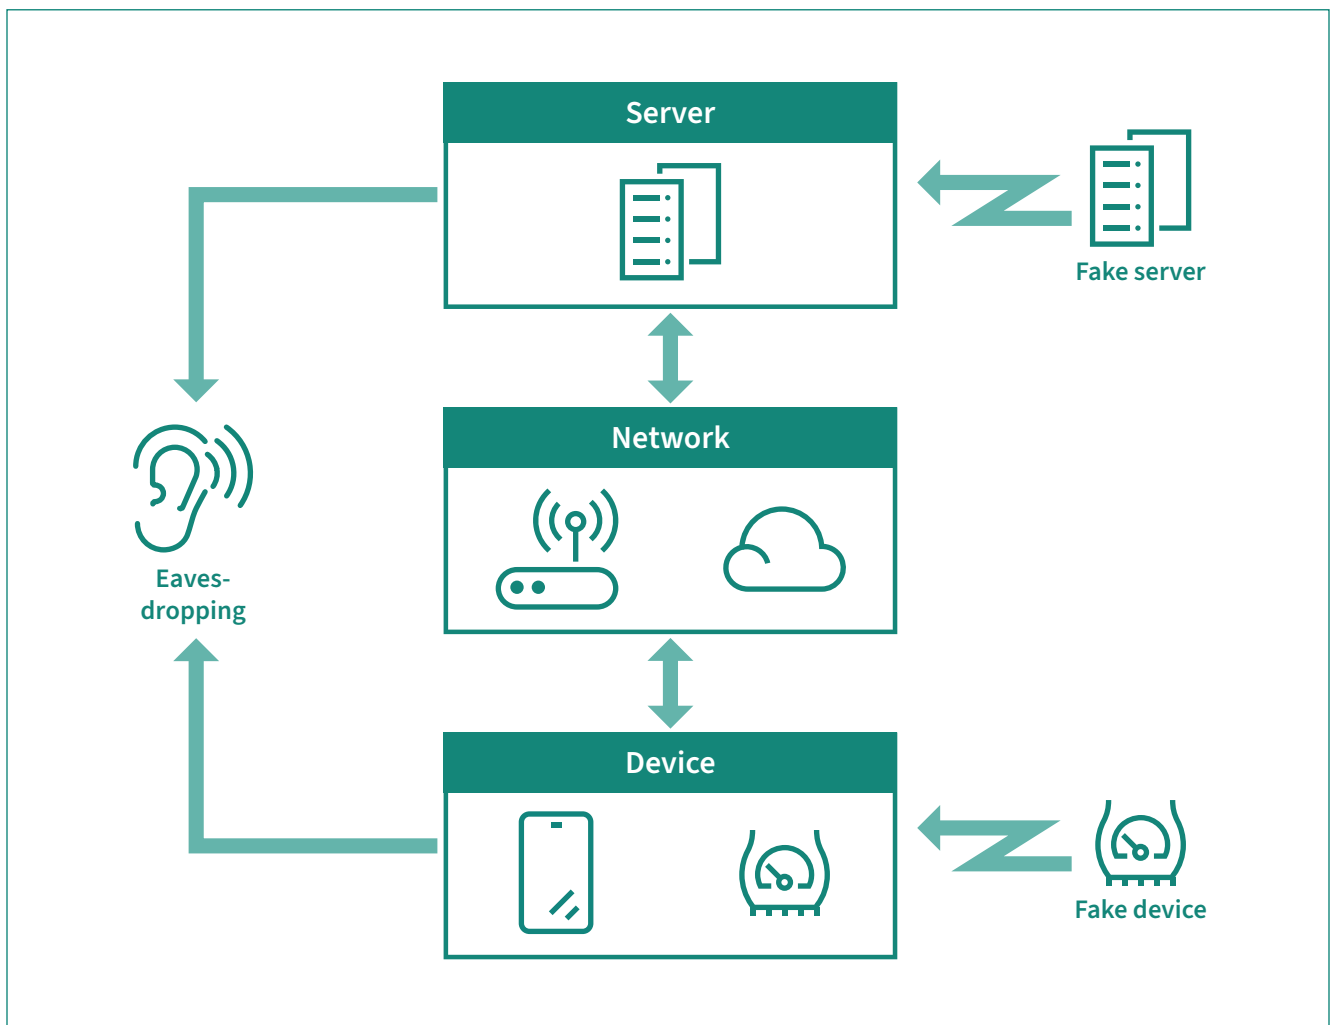 Server
Fake server
Network
Eaves-
dropping
Device
Fake device